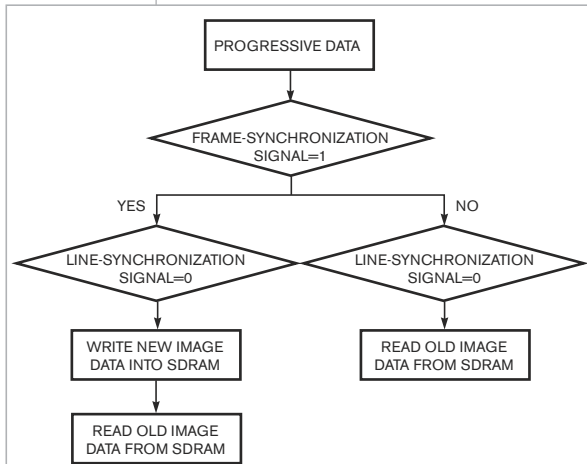 PROGRESSIVE DATA
FRAME-SYNCHRONIZATION
SIGNAL=1
YES
NO
LINE-SYNCHRONIZATION
SIGNAL=0
LINE-SYNCHRONIZATION
SIGNAL=0
WRITE NEW IMAGE
DATA INTO SDRAM
READ OLD IMAGE
DATA FROM SDRAM
READ OLD IMAGE
DATA FROM SDRAM